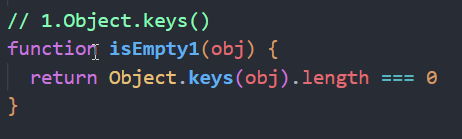 // 1.Object.keys()
function isEmpty1(obj) {
  return Object.keys(obj).length === 0
}